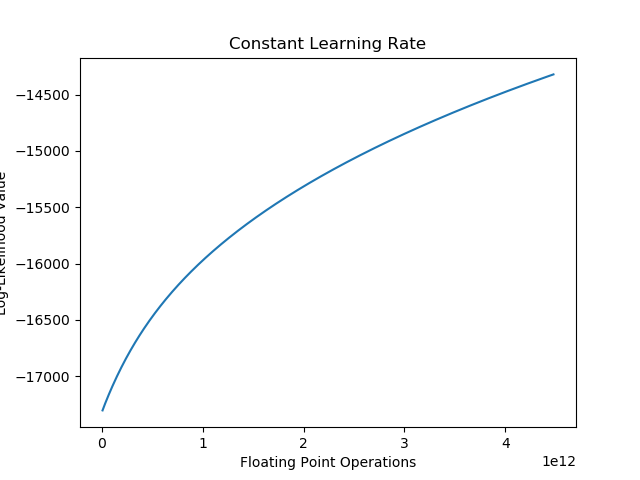 Constant Learning Rate
Log-Likelihood Value
−14500
−15000
−15500
−16000
−16500
−17000
0
1
2
3
4
1e12
Floating Point Operations